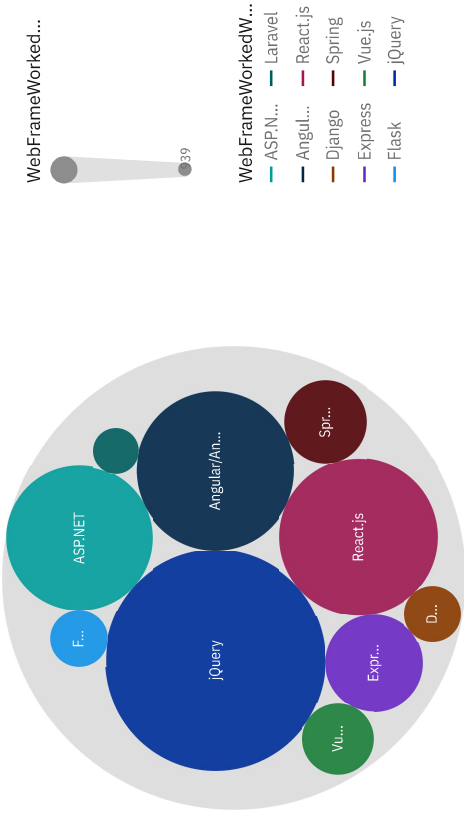 F...
ASP.NET
jQuery
Angular/An...
Spr...
Vu...
React.js
Expr...
D...
WebFrameWorked...
939
WebFrameWorkedW...
ASP.N... Laravel
Angul... React.js
Django Spring
Express Vue.js
Flask jQuery